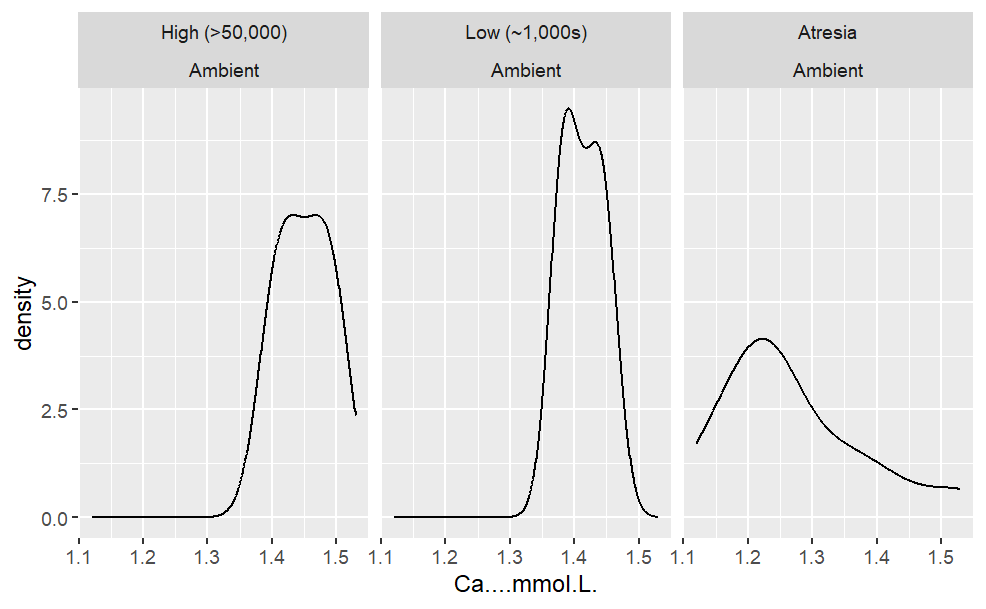 High (>50,000)
Low (~1,000s)
Atresia
Ambient
Ambient
Ambient
density
7.5
5.0
2.5
0.0
1.1
1.2
1.3
1.4
1.5
1.1
1.2
1.3
1.4
1.5
1.1
1.2
1.3
1.4
1.5
Ca....mmol.L.